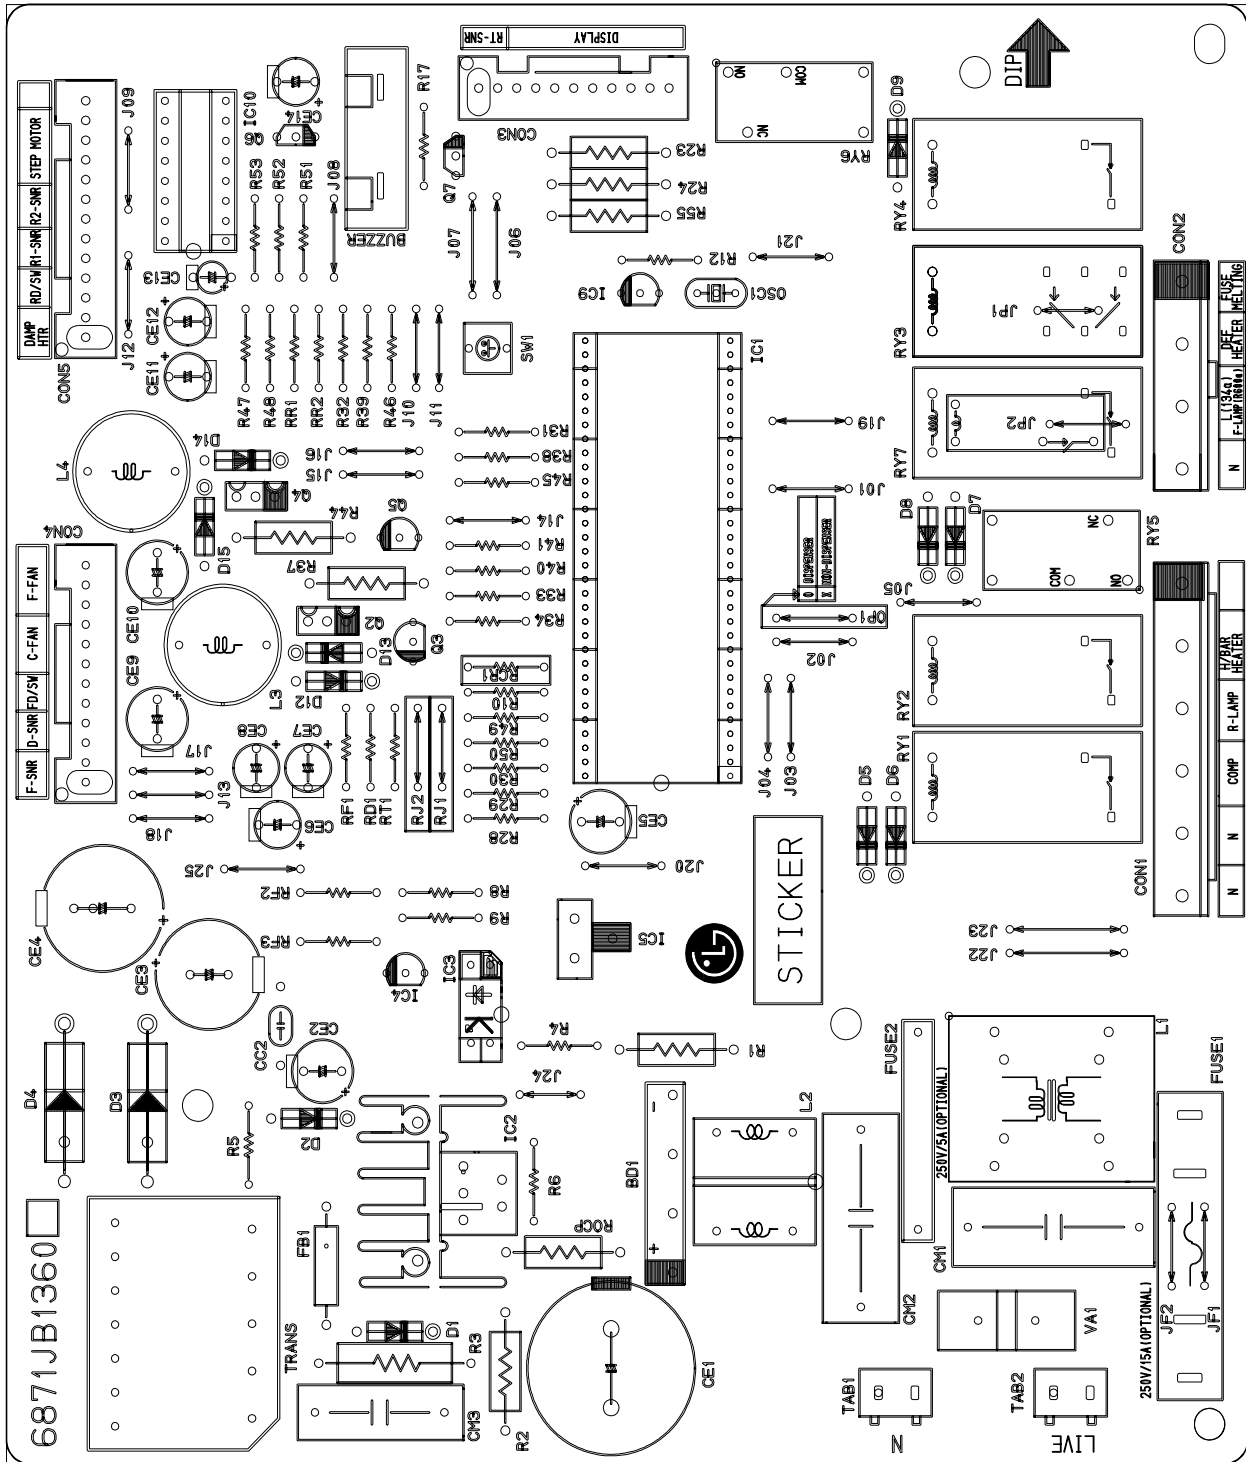 RT-SNR DISPLAY
DIP
J09
STEP MOTOR
R2-SNR
R1-SNR
RD/SW
DAMP
HTR
CON5
J12
IC10
CE14
Q6
R53
R52
R51
J08
BUZZER
R17
Q7
CON3
R23
R24
R55
NO
COM
NC
RY6
D9
RY4
CON2
J07
J06
R12
J21
IC9
OSC1
CE13
CE12
CE11
SW1
IC1
JP1
RY3
FUSE
MELTING
DEF
HEATER
L(134a)
F-LAMP(R600a)
N
R47
R48
RR1
RR2
R32
R39
R46
J10
J11
L4
D14
J16
J15
R31
R38
R45
J19
JP2
RY7
CON4
Q4
R44
Q5
J14
J01
D8
D7
NC
COM
NO
RY5
D15
R37
R41
R40
R33
R34
O DISPENSER
X NON-DISPENSER
OP1
J05
F-FAN
C-FAN
FD/SW
D-SNR
F-SNR
CE10
CE9
Q2
D13
Q3
J02
L3
D12
RCR1
R10
R49
R50
R30
R29
R28
RY2
H/BAR
HEATER
R-LAMP
COMP
N
N
J17
J13
J18
CE8
CE7
CE6
RF1
RD1
RT1
RJ2
RJ1
J04
J03
RY1
D5
D6
CE5
J20
CON1
J25
RF2
R8
R9
RF3
CE4
CE3
IC5
STICKER
J23
J22
IC4
IC3
K
CC2
CE2
R4
R1
FUSE2
L1
FUSE1
D4
D3
R5
D2
J24
IC2
R6
BD1
L2
250V/5A(OPTIONAL)
6871JB1360
TRANS
FB1
ROCP
CM2
CM1
VA1
D1
R3
CM3
R2
CE1
TAB1
TAB2
JF2
JF1
250V/15A(OPTIONAL)
N
LIVE